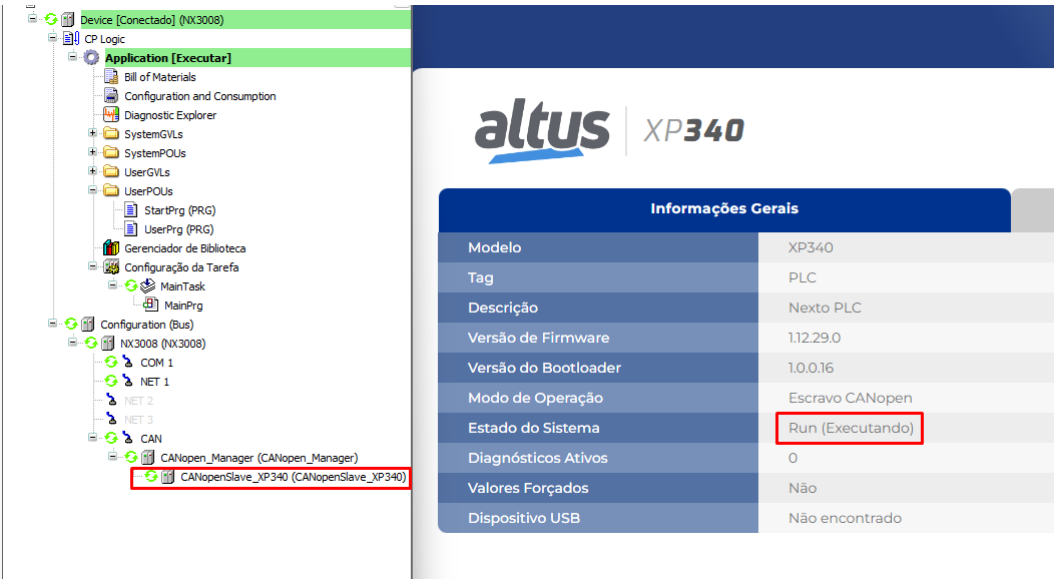 Device [Conectado] (NX3008)
CP Logic
Application [Executar]
Bill of Materials
Configuration and Consumption
Diagnostic Explorer
SystemGVLs
SystemPOUs
UserGVLs
UserPOUs
StartPrg (PRG)
UserPrg (PRG)
Gerenciador de Biblioteca
Configuração da Tarefa
MainTask
MainPrg
Configuration (Bus)
NX3008 (NX3008)
COM 1
NET 1
NET 2
NET 3
CAN
CANopen_Manager (CANopen_Manager)
CANopenSlave_XP340 (CANopenSlave_XP340)
altus XP340
Informações Gerais
Modelo XP340
Tag PLC
Descrição Nexto PLC
Versão de Firmware 1.12.29.0
Versão do Bootloader 1.0.0.16
Modo de Operação Escravo CANopen
Estado do Sistema Run (Executando)
Diagnósticos Ativos 0
Valores Forçados Não
Dispositivo USB Não encontrado